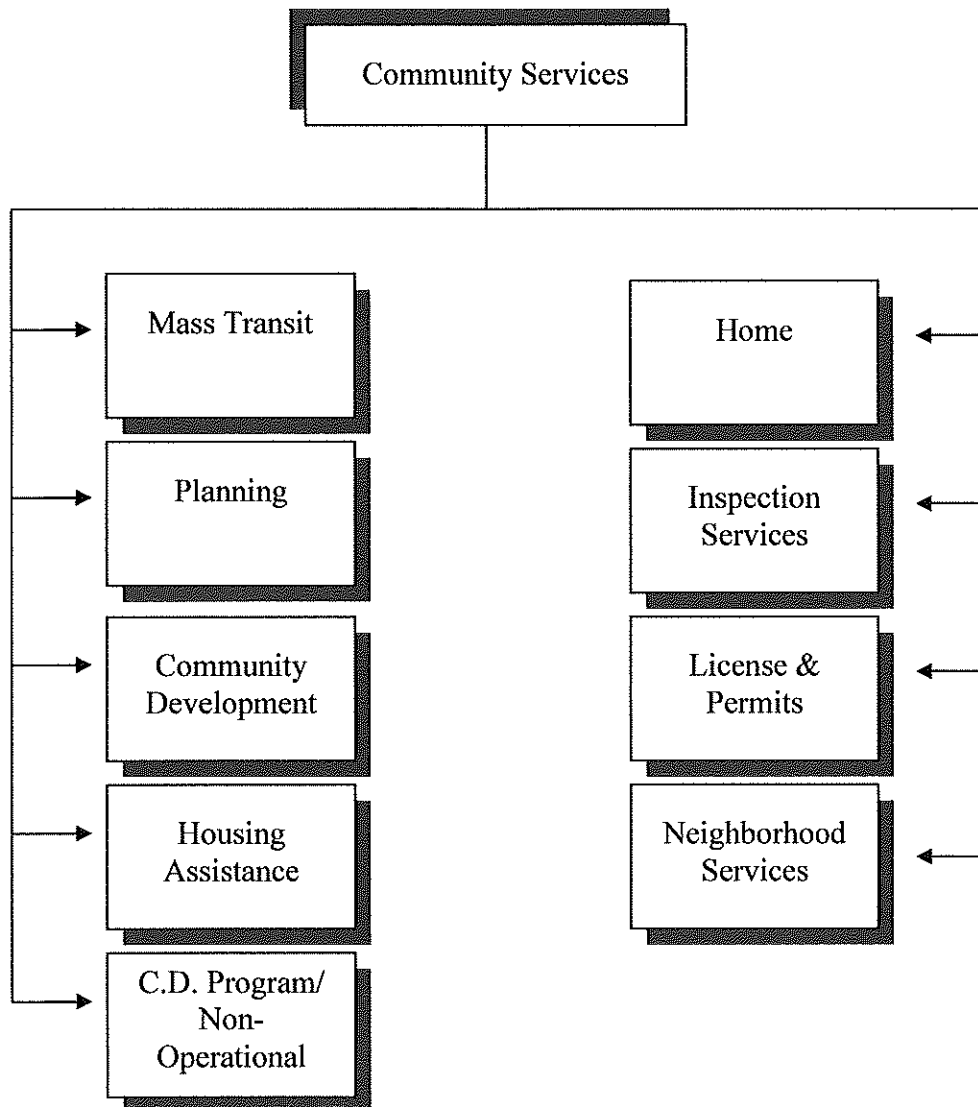 Community Services
Mass Transit
Planning
Community
Development
Housing
Assistance
C.D. Program/
Non-
Operational
Home
Inspection
Services
License &
Permits
Neighborhood
Services